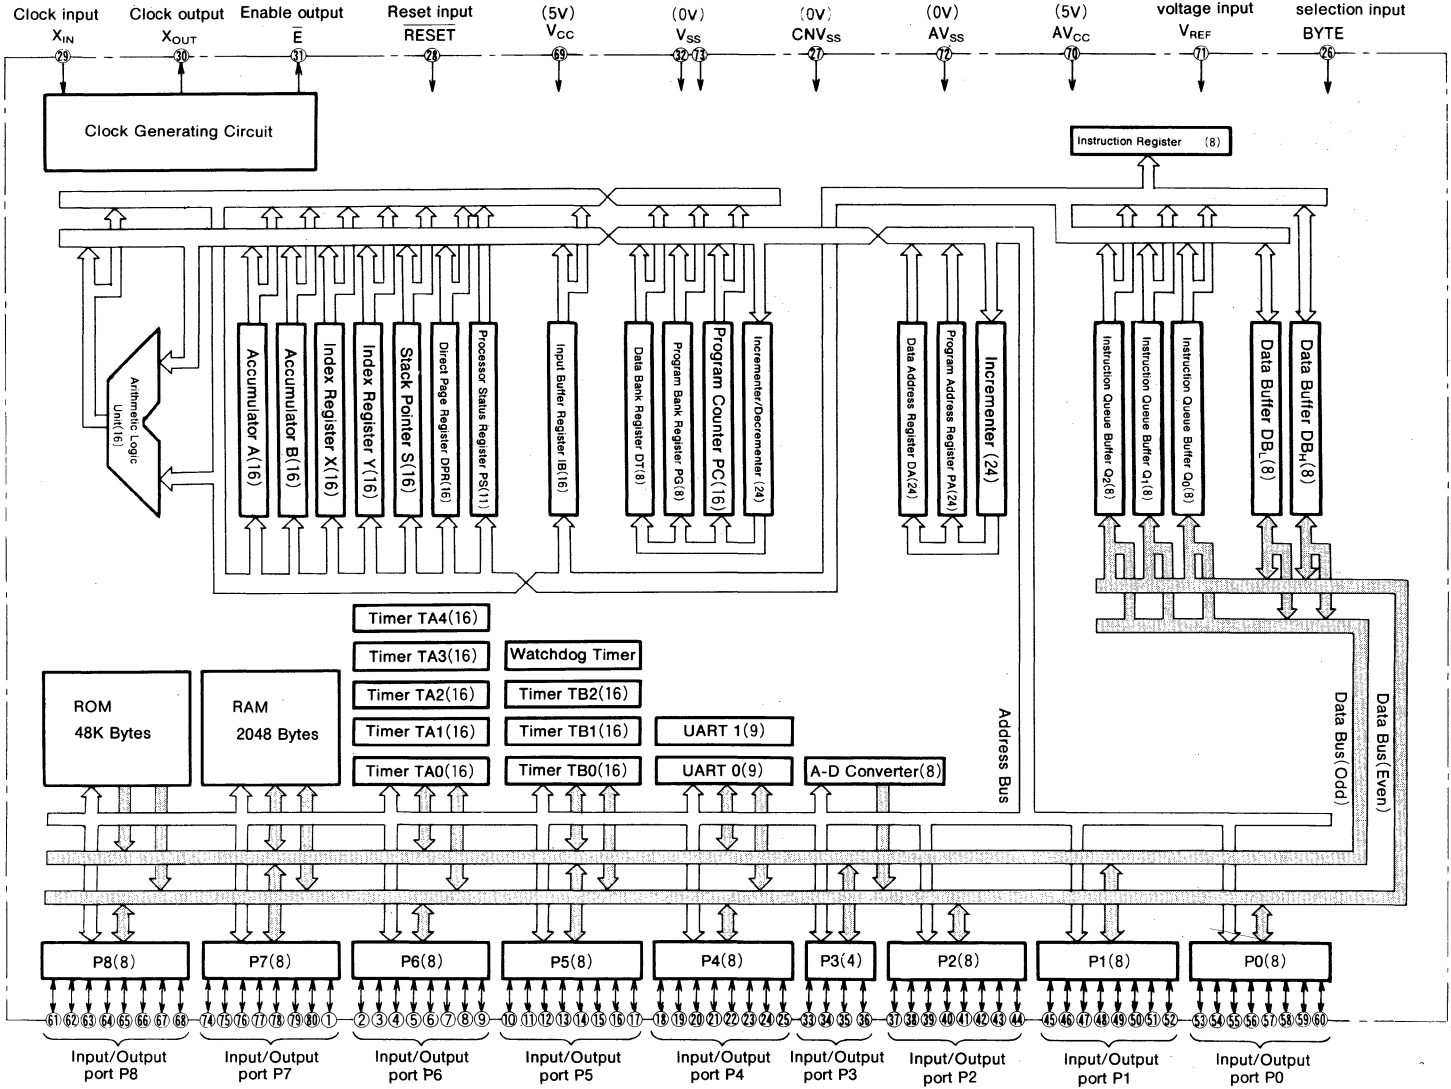 Clock input
Clock output
Enable output
Reset input
(5V)
(0V)
(0V)
(0V)
(5V)
voltage input
selection input
XIN
XOUT
E
RESET
VCC
VSS
CNVSS
AVSS
AVCC
VREF
BYTE
29
30
31
28
69
32 73
27
72
70
71
26
Clock Generating Circuit
Instruction Register (8)
Arithmetic Logic
Unit(16)
Accumulator A(16)
Accumulator B(16)
Index Register X(16)
Index Register Y(16)
Stack Pointer S(16)
Direct Page Register DPR(16)
Processor Status Register PS(11)
Input Buffer Register IB(16)
Data Bank Register DT(8)
Program Bank Register PG(8)
Program Counter PC(16)
Incrementer/Decrementer (24)
Data Address Register DA(24)
Program Address Register PA(24)
Incrementer (24)
Instruction Queue Buffer Q2(8)
Instruction Queue Buffer Q1(8)
Instruction Queue Buffer Q0(8)
Data Buffer DBL(8)
Data Buffer DBH(8)
Timer TA4(16)
Timer TA3(16)
Timer TA2(16)
Timer TA1(16)
Timer TA0(16)
Watchdog Timer
Timer TB2(16)
Timer TB1(16)
Timer TB0(16)
ROM
48K Bytes
RAM
2048 Bytes
UART 1(9)
UART 0(9)
A-D Converter(8)
Address Bus
Data Bus(Odd)
Data Bus(Even)
P8(8)
P7(8)
P6(8)
P5(8)
P4(8)
P3(4)
P2(8)
P1(8)
P0(8)
61 62 63 64 65 66 67 68
74 75 76 77 78 79 80 1
2 3 4 5 6 7 8 9
10 11 12 13 14 15 16 17
18 19 20 21 22 23 24 25
33 34 35 36
37 38 39 40 41 42 43 44
45 46 47 48 49 50 51 52
53 54 55 56 57 58 59 60
Input/Output
port P8
Input/Output
port P7
Input/Output
port P6
Input/Output
port P5
Input/Output
port P4
Input/Output
port P3
Input/Output
port P2
Input/Output
port P1
Input/Output
port P0